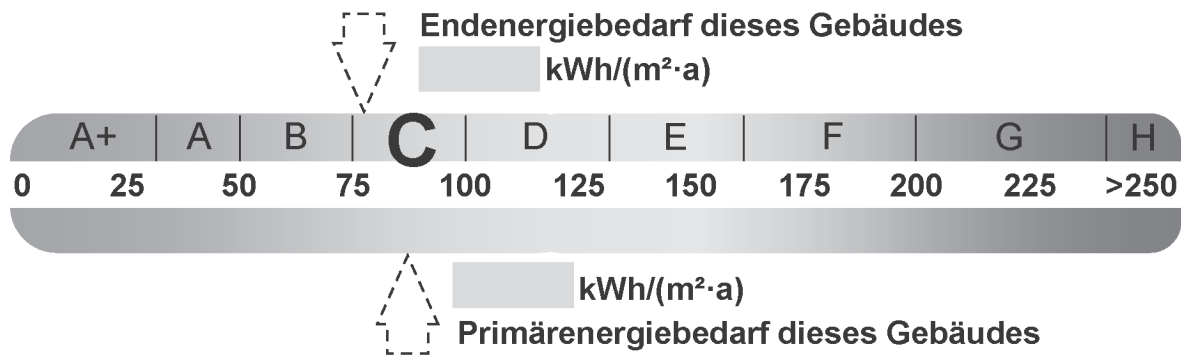 Endenergiebedarf dieses Gebäudes
kWh/(m²·a)
A+ A B C D E F G H
0 25 50 75 100 125 150 175 200 225 >250
kWh/(m²·a)
Primärenergiebedarf dieses Gebäudes